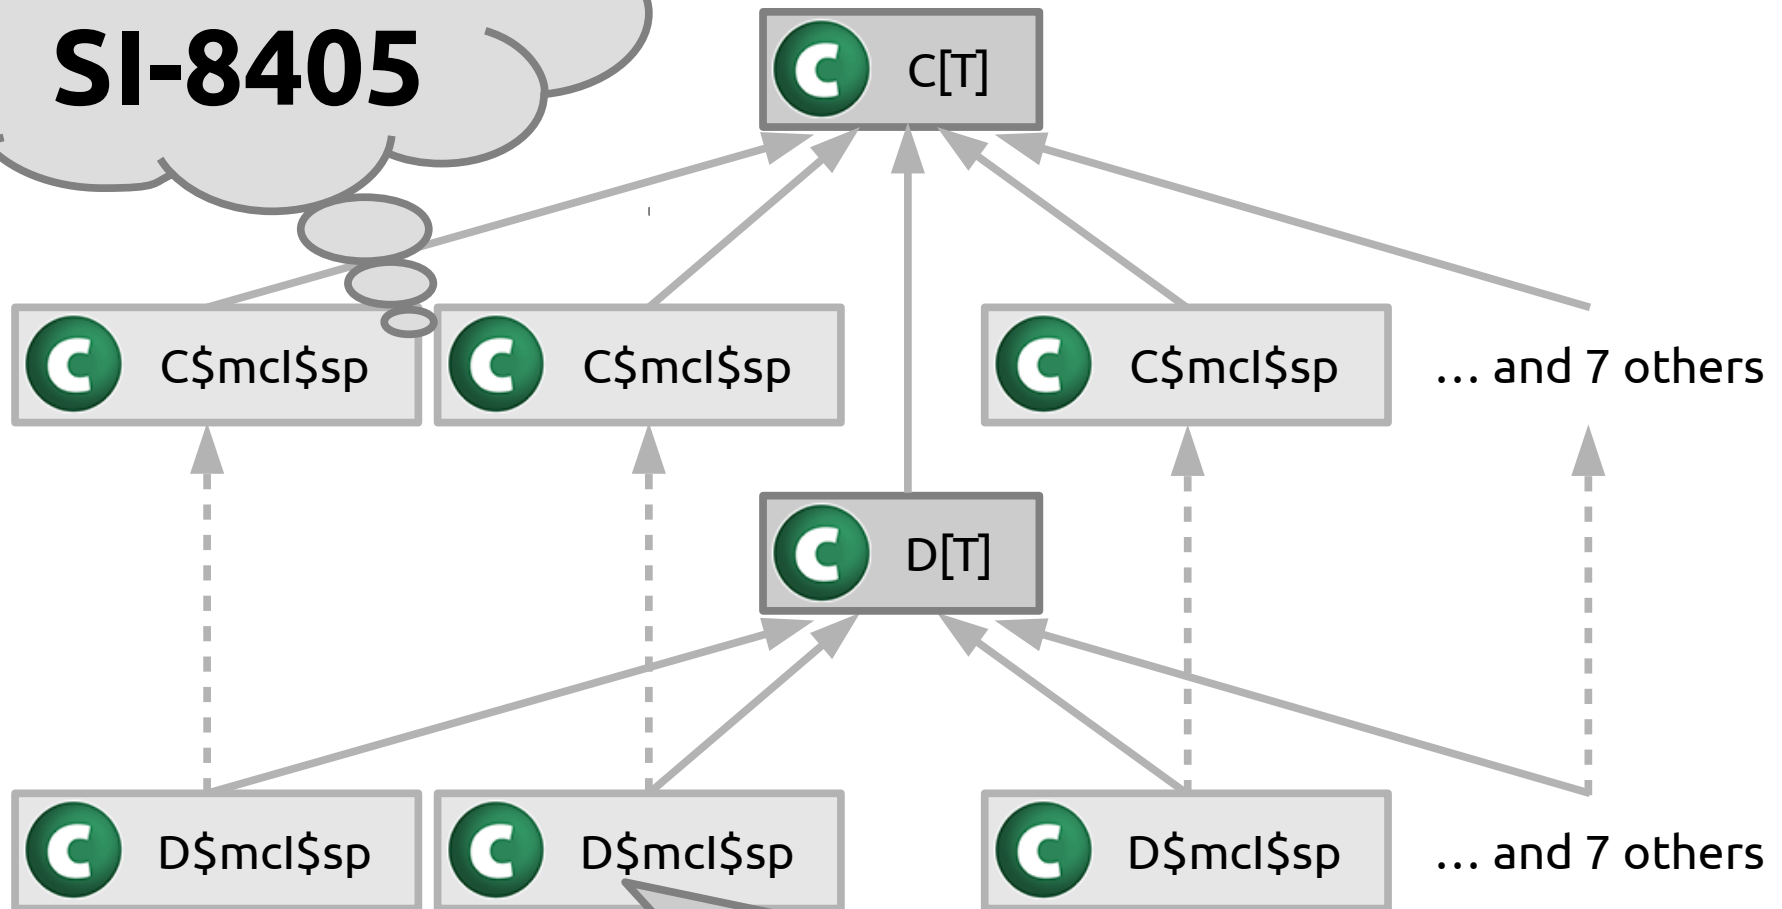 SI-8405
C[T]
C$mcI$sp
C$mcI$sp
C$mcI$sp
... and 7 others
D[T]
D$mcI$sp
D$mcI$sp
D$mcI$sp
... and 7 others